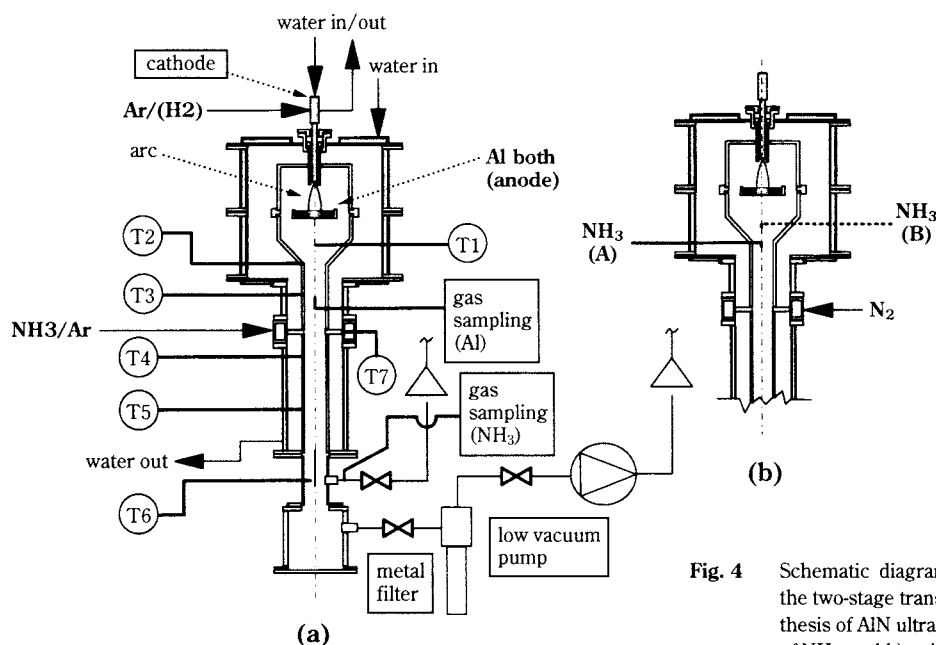 water in/out
cathode
water in
Ar/(H2)
arc
Al both
(anode)
T2
T1
T3
gas
sampling
(Al)
NH3/Ar
T4
T7
T5
gas
sampling
(NH₃)
water out
T6
low vacuum
pump
metal
filter
(a)
NH₃
(A)
NH₃
(B)
N₂
(b)
Fig. 4 Schematic diagram
the two-stage trans
thesis of AlN ultra